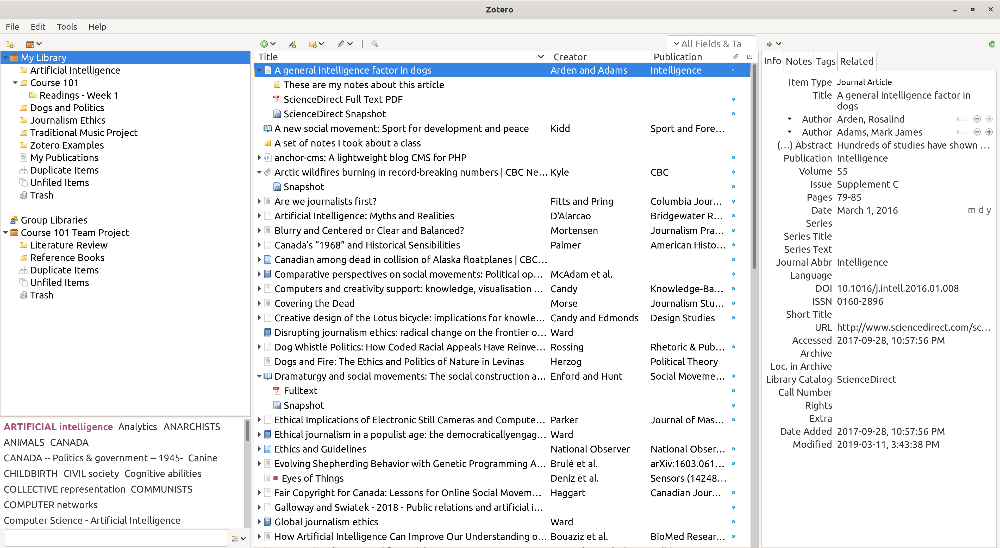 Zotero
File Edit Tools Help
All Fields & Ta
My Library
Artificial Intelligence
Course 101
Readings - Week 1
Dogs and Politics
Journalism Ethics
Traditional Music Project
Zotero Examples
My Publications
Duplicate Items
Unfiled Items
Trash
Group Libraries
Course 101 Team Project
Literature Review
Reference Books
Duplicate Items
Unfiled Items
Trash
ARTIFICIAL intelligence Analytics ANARCHISTS
ANIMALS CANADA
CANADA -- Politics & government -- 1945- Canine
CHILDBIRTH CIVIL society Cognitive abilities
COLLECTIVE representation COMMUNISTS
COMPUTER networks
Computer Science - Artificial Intelligence
Title Creator Publication
A general intelligence factor in dogs Arden and Adams Intelligence
These are my notes about this article
ScienceDirect Full Text PDF
ScienceDirect Snapshot
A new social movement: Sport for development and peace Kidd Sport and Fore…
A set of notes I took about a class
anchor-cms: A lightweight blog CMS for PHP
Arctic wildfires burning in record-breaking numbers | CBC Ne… Kyle CBC
Snapshot
Are we journalists first? Fitts and Pring Columbia Jour…
Artificial Intelligence: Myths and Realities D'Alarcao Bridgewater R…
Blurry and Centered or Clear and Balanced? Mortensen Journalism Pra…
Canada’s “1968” and Historical Sensibilities Palmer American Histo…
Canadian among dead in collision of Alaska floatplanes | CBC…
Comparative perspectives on social movements: Political op… McAdam et al.
Computers and creativity support: knowledge, visualisation … Candy Knowledge-Ba…
Covering the Dead Morse Journalism Stu…
Creative design of the Lotus bicycle: implications for knowle… Candy and Edmonds Design Studies
Disrupting journalism ethics: radical change on the frontier o… Ward
Dog Whistle Politics: How Coded Racial Appeals Have Reinve… Rossing Rhetoric & Pub…
Dogs and Fire: The Ethics and Politics of Nature in Levinas Herzog Political Theory
Dramaturgy and social movements: The social construction a… Enford and Hunt Social Moveme…
Fulltext
Snapshot
Ethical Implications of Electronic Still Cameras and Compute… Parker Journal of Mas…
Ethical journalism in a populist age: the democraticallyengag… Ward
Ethics and Guidelines National Observer National Obser…
Evolving Shepherding Behavior with Genetic Programming A… Brulé et al. arXiv:1603.061…
Eyes of Things Deniz et al. Sensors (14248…
Fair Copyright for Canada: Lessons for Online Social Movem… Haggart Canadian Jour…
Galloway and Swiatek - 2018 - Public relations and artificial i…
Global journalism ethics Ward
How Artificial Intelligence Can Improve Our Understanding o… Bouaziz et al. BioMed Resear…
Info Notes Tags Related
Item Type Journal Article
Title A general intelligence factor in
dogs
Author Arden, Rosalind
Author Adams, Mark James
(…) Abstract Hundreds of studies have shown …
Publication Intelligence
Volume 55
Issue Supplement C
Pages 79-85
Date March 1, 2016 m d y
Series
Series Title
Series Text
Journal Abbr Intelligence
Language
DOI 10.1016/j.intell.2016.01.008
ISSN 0160-2896
Short Title
URL http://www.sciencedirect.com/sc…
Accessed 2017-09-28, 10:57:56 PM
Archive
Loc. in Archive
Library Catalog ScienceDirect
Call Number
Rights
Extra
Date Added 2017-09-28, 10:57:56 PM
Modified 2019-03-11, 3:43:38 PM